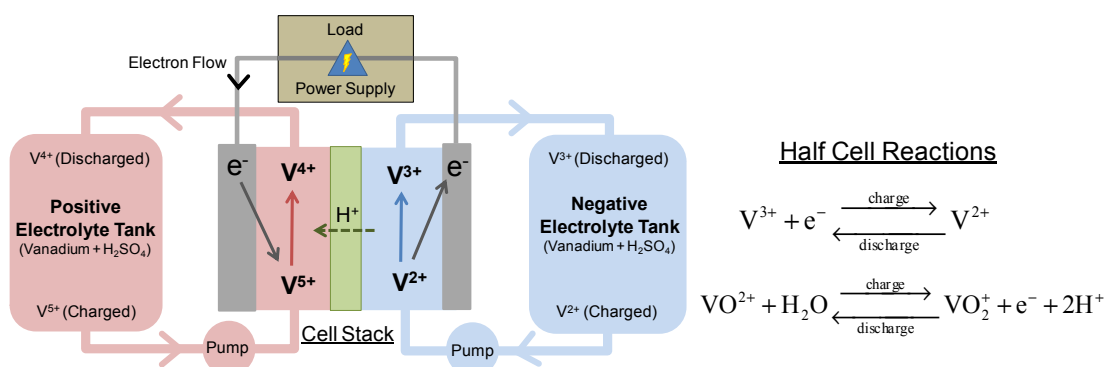 Load
Power Supply
Electron Flow
V⁴⁺ (Discharged)
Positive
Electrolyte Tank
(Vanadium + H₂SO₄)
V⁵⁺ (Charged)
Pump
e⁻
V⁴⁺
V⁵⁺
H⁺
V³⁺
V²⁺
e⁻
Cell Stack
V³⁺ (Discharged)
Negative
Electrolyte Tank
(Vanadium + H₂SO₄)
V²⁺ (Charged)
Pump
Half Cell Reactions
V³⁺ + e⁻ charge discharge V²⁺
VO²⁺ + H₂O charge discharge VO₂⁺ + e⁻ + 2H⁺